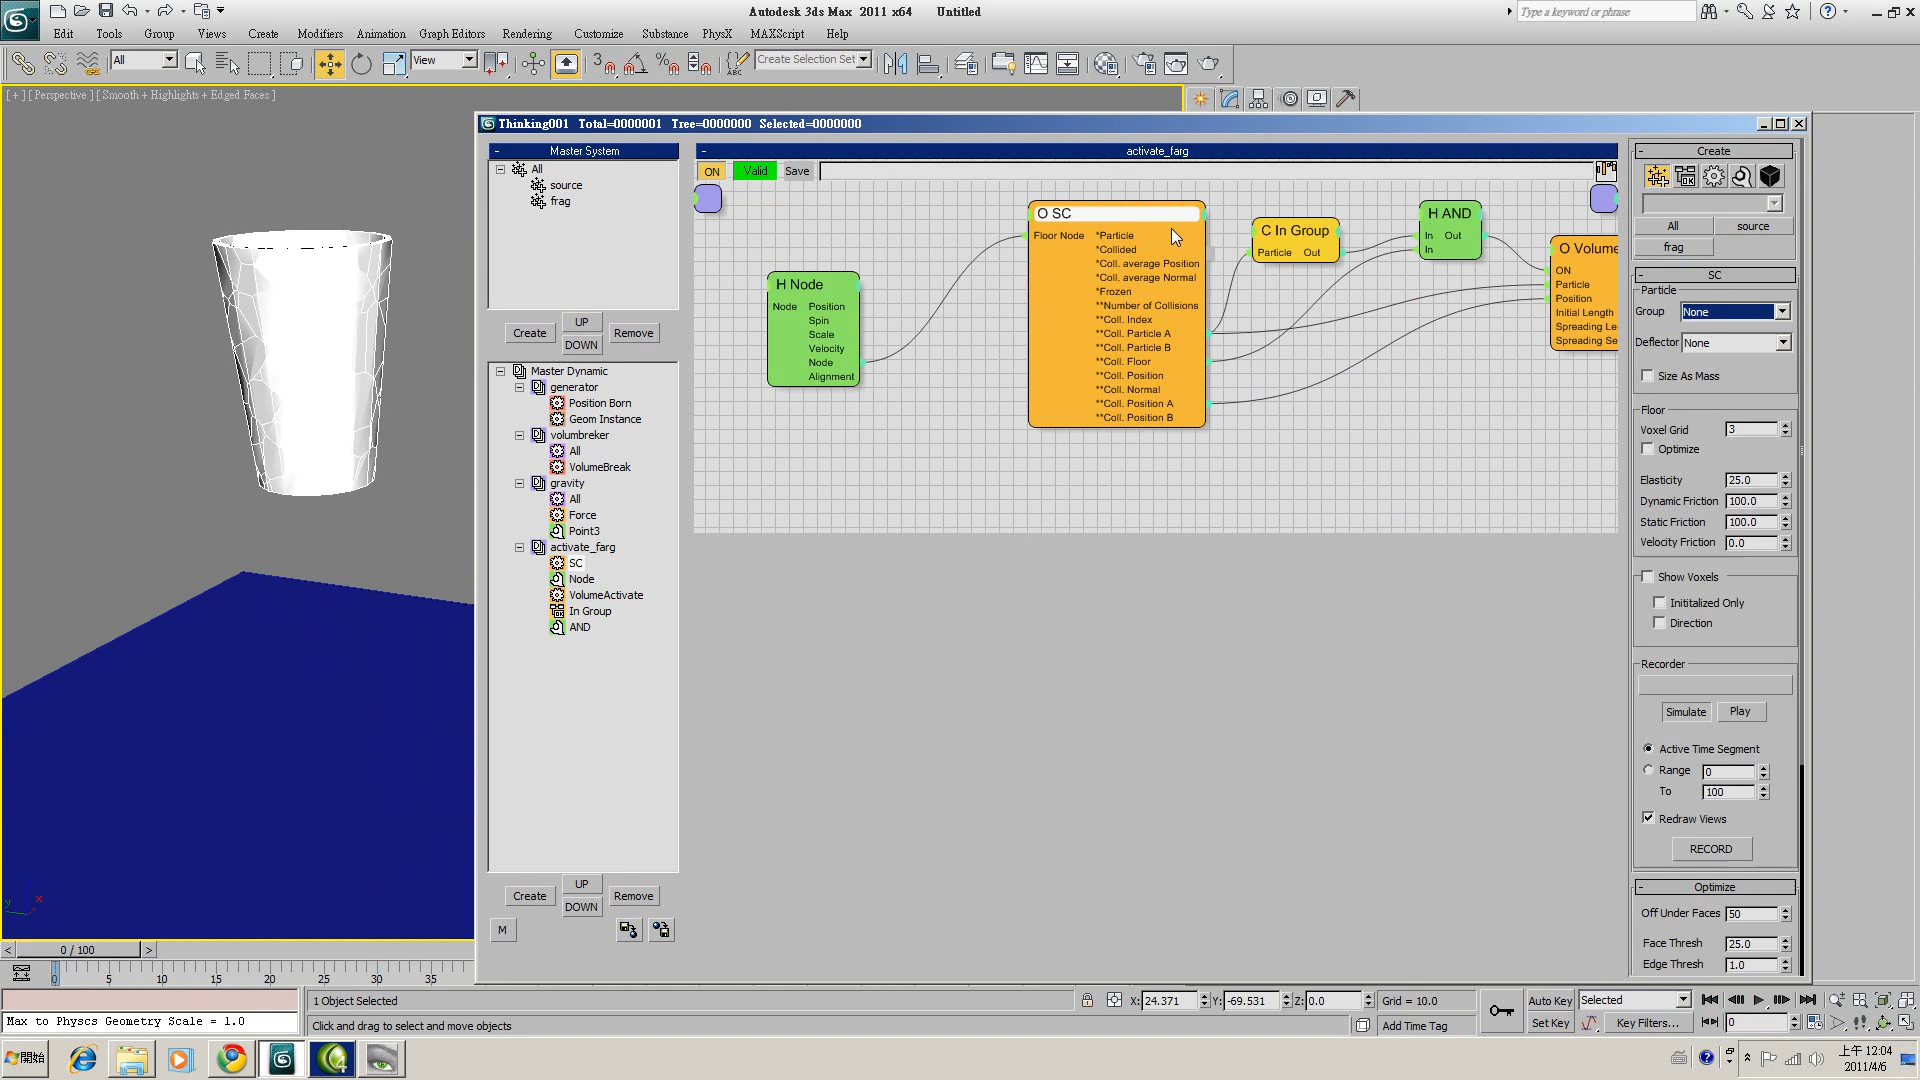 Autodesk 3ds Max 2011 x64 Untitled
Type a keyword or phrase
Edit Tools Group Views Create Modifiers Animation Graph Editors Rendering Customize Substance PhysX MAXScript Help
All View Create Selection Set
[ + ] [ Perspective ] [ Smooth + Highlights + Edged Faces ]
Thinking001 Total=0000001 Tree=0000000 Selected=0000000
Master System
All
source
frag
Create UP Remove
DOWN
Master Dynamic
generator
Position Born
Geom Instance
volumbreker
All
VolumeBreak
gravity
All
Force
Point3
activate_farg
SC
Node
VolumeActivate
In Group
AND
Create UP Remove
DOWN
M
activate_farg
ON Valid Save
H Node
Node Position
Spin
Scale
Velocity
Node
Alignment
O SC
Floor Node *Particle
*Collided
*Coll. average Position
*Coll. average Normal
*Frozen
**Number of Collisions
**Coll. Index
**Coll. Particle A
**Coll. Particle B
**Coll. Floor
**Coll. Position
**Coll. Normal
**Coll. Position A
**Coll. Position B
C In Group
Particle Out
H AND
In Out
In
O Volume
ON
Particle
Position
Initial Length
Spreading Le
Spreading Se
Create
All source
frag
SC
Particle
Group None
Deflector None
Size As Mass
Floor
Voxel Grid 3
Optimize
Elasticity 25.0
Dynamic Friction 100.0
Static Friction 100.0
Velocity Friction 0.0
Show Voxels
Inititalized Only
Direction
Recorder
Simulate Play
Active Time Segment
Range 0
To 100
Redraw Views
RECORD
Optimize
Off Under Faces 50
Face Thresh 25.0
Edge Thresh 1.0
y x
< 0 / 100 >
0 5 10 15 20 25 30 35
1 Object Selected X: 24.371 Y: -69.531 Z: 0.0 Grid = 10.0 Auto Key Selected
Max to Physcs Geometry Scale = 1.0 Click and drag to select and move objects Add Time Tag Set Key Key Filters... 0
開始
上午 12:04
2011/4/6